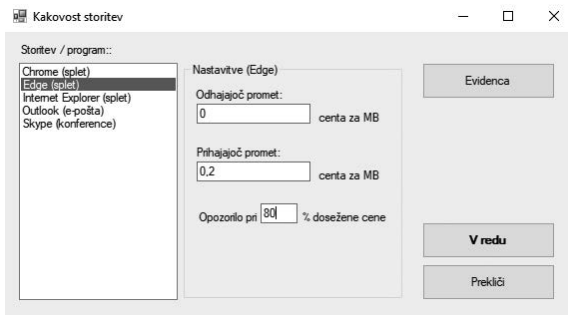 Kakovost storitev
Storitev / program::
Chrome (splet)
Edge (splet)
Internet Explorer (splet)
Outlook (e-pošta)
Skype (konference)
Nastavitve (Edge)
Odhajajoč promet:
0 centa za MB
Prihajajoč promet:
0,2 centa za MB
Opozorilo pri 80 % dosežene cene
Evidenca
V redu
Prekliči